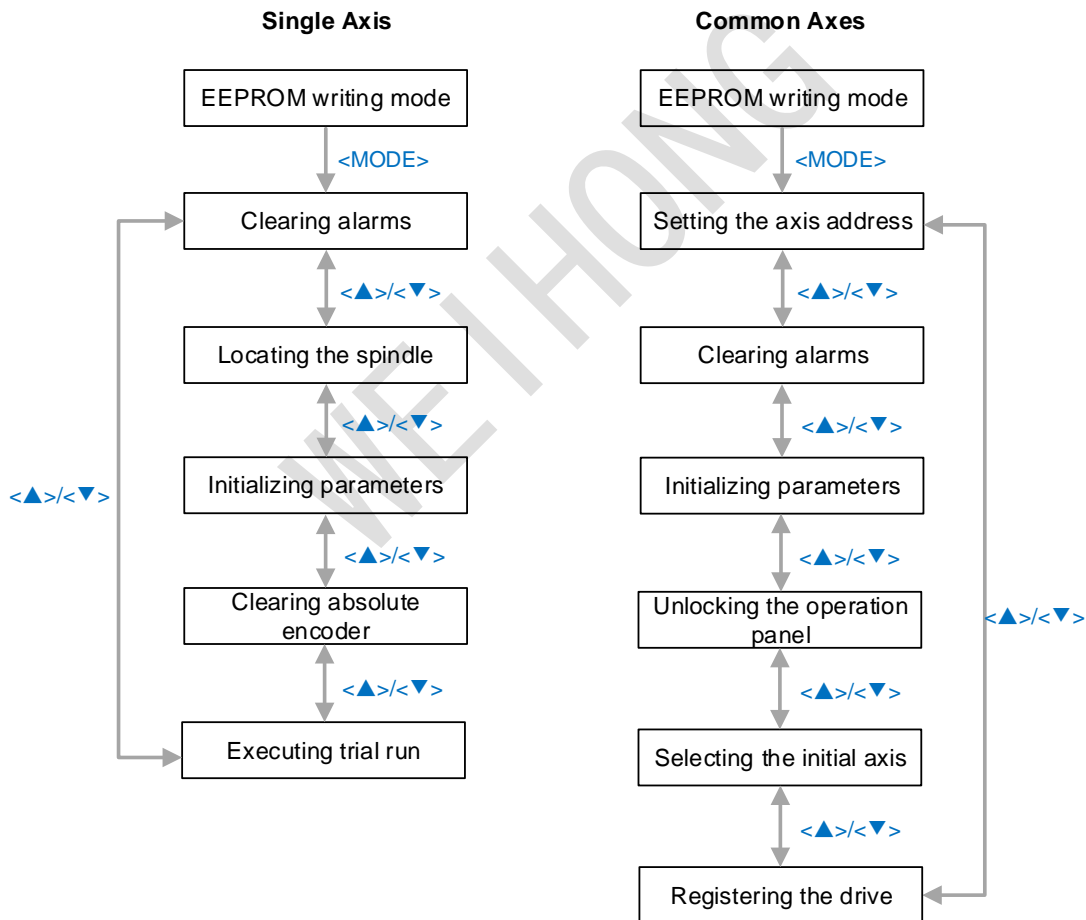 Single Axis
EEPROM writing mode
<MODE>
Clearing alarms
<▲>/<▼>
Locating the spindle
<▲>/<▼>
Initializing parameters
<▲>/<▼>
<▲>/<▼>
Clearing absolute
encoder
<▲>/<▼>
Executing trial run
Common Axes
EEPROM writing mode
<MODE>
Setting the axis address
<▲>/<▼>
Clearing alarms
<▲>/<▼>
Initializing parameters
<▲>/<▼>
Unlocking the operation
panel
<▲>/<▼>
<▲>/<▼>
Selecting the initial axis
<▲>/<▼>
Registering the drive
WEIHONG